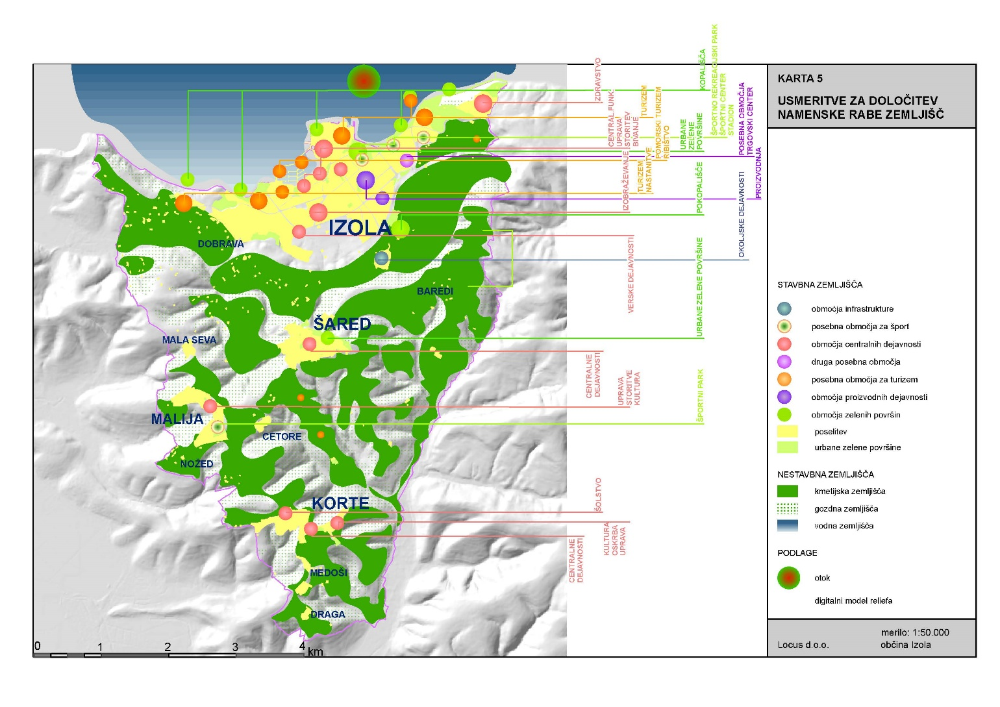 KARTA 5
USMERITVE ZA DOLOČITEV
NAMENSKE RABE ZEMLJIŠČ
ZDRAVSTVO
CENTRAL.FUNK.
UPRAVA
STORITEV
BIVANJE
IZOBRAŽEVANJE
TURIZEM
POMORSKI TURIZEM
RIBIŠTVO
TURIZEM
NASTANITVE
KOPALIŠČA
ŠPORTNO REKREACIJSKI PARK
ŠPORTNI CENTER
STADION
URBANE
ZELENE
POVRŠINE
POSEBNA OBMOČJA
TRGOVSKI CENTER
PROIZVODNJA
POKOPALIŠČE
OKOLJSKE DEJAVNOSTI
VERSKE DEJAVNOSTI
URBANE ZELENE POVRŠINE
CENTRALNE
DEJAVNOSTI
UPRAVA
STORITVE
KULTURA
ŠPORTNI PARK
ŠOLSTVO
KULTURA
OSKRBA
UPRAVA
CENTRALNE
DEJAVNOSTI
IZOLA
DOBRAVA
BAREDI
ŠARED
MALA SEVA
MALIJA
CETORE
NOŽED
KORTE
MEDOŠI
DRAGA
0 1 2 3 4 km
STAVBNA ZEMLJIŠČA
območja infrastrukture
posebna območja za šport
območja centralnih dejavnosti
druga posebna območja
posebna območja za turizem
območja proizvodnih dejavnosti
območja zelenih površin
poselitev
urbane zelene površine
NESTAVBNA ZEMLJIŠČA
kmetijska zemljišča
gozdna zemljišča
vodna zemljišča
PODLAGE
otok
digitalni model reliefa
merilo: 1:50.000
Locus d.o.o. občina Izola